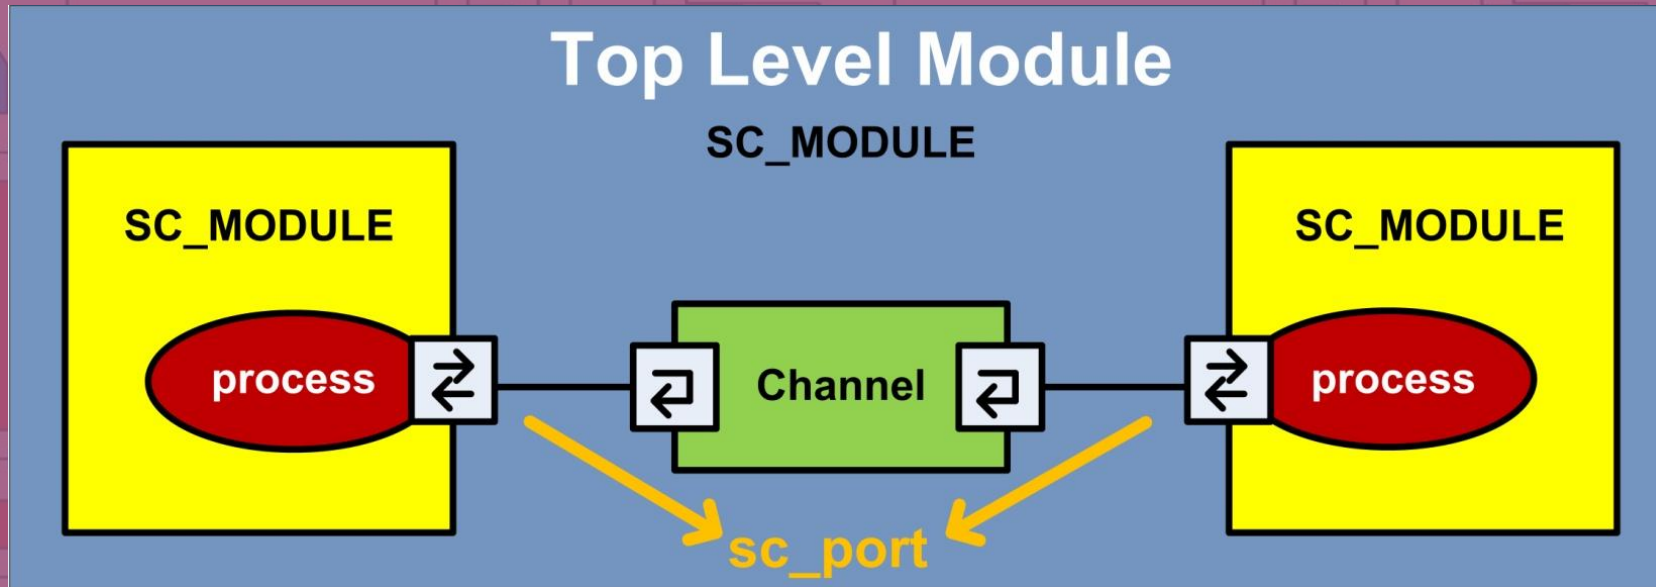 Top Level Module
SC_MODULE
SC_MODULE
SC_MODULE
process
Channel
process
sc_port